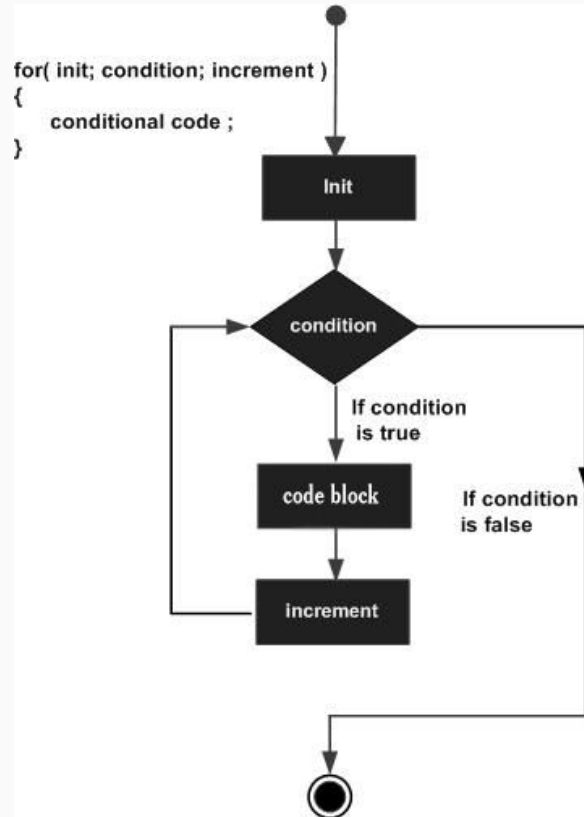 for( init; condition; increment )
{
conditional code ;
}
Init
condition
If condition
is true
code block
If condition
is false
increment